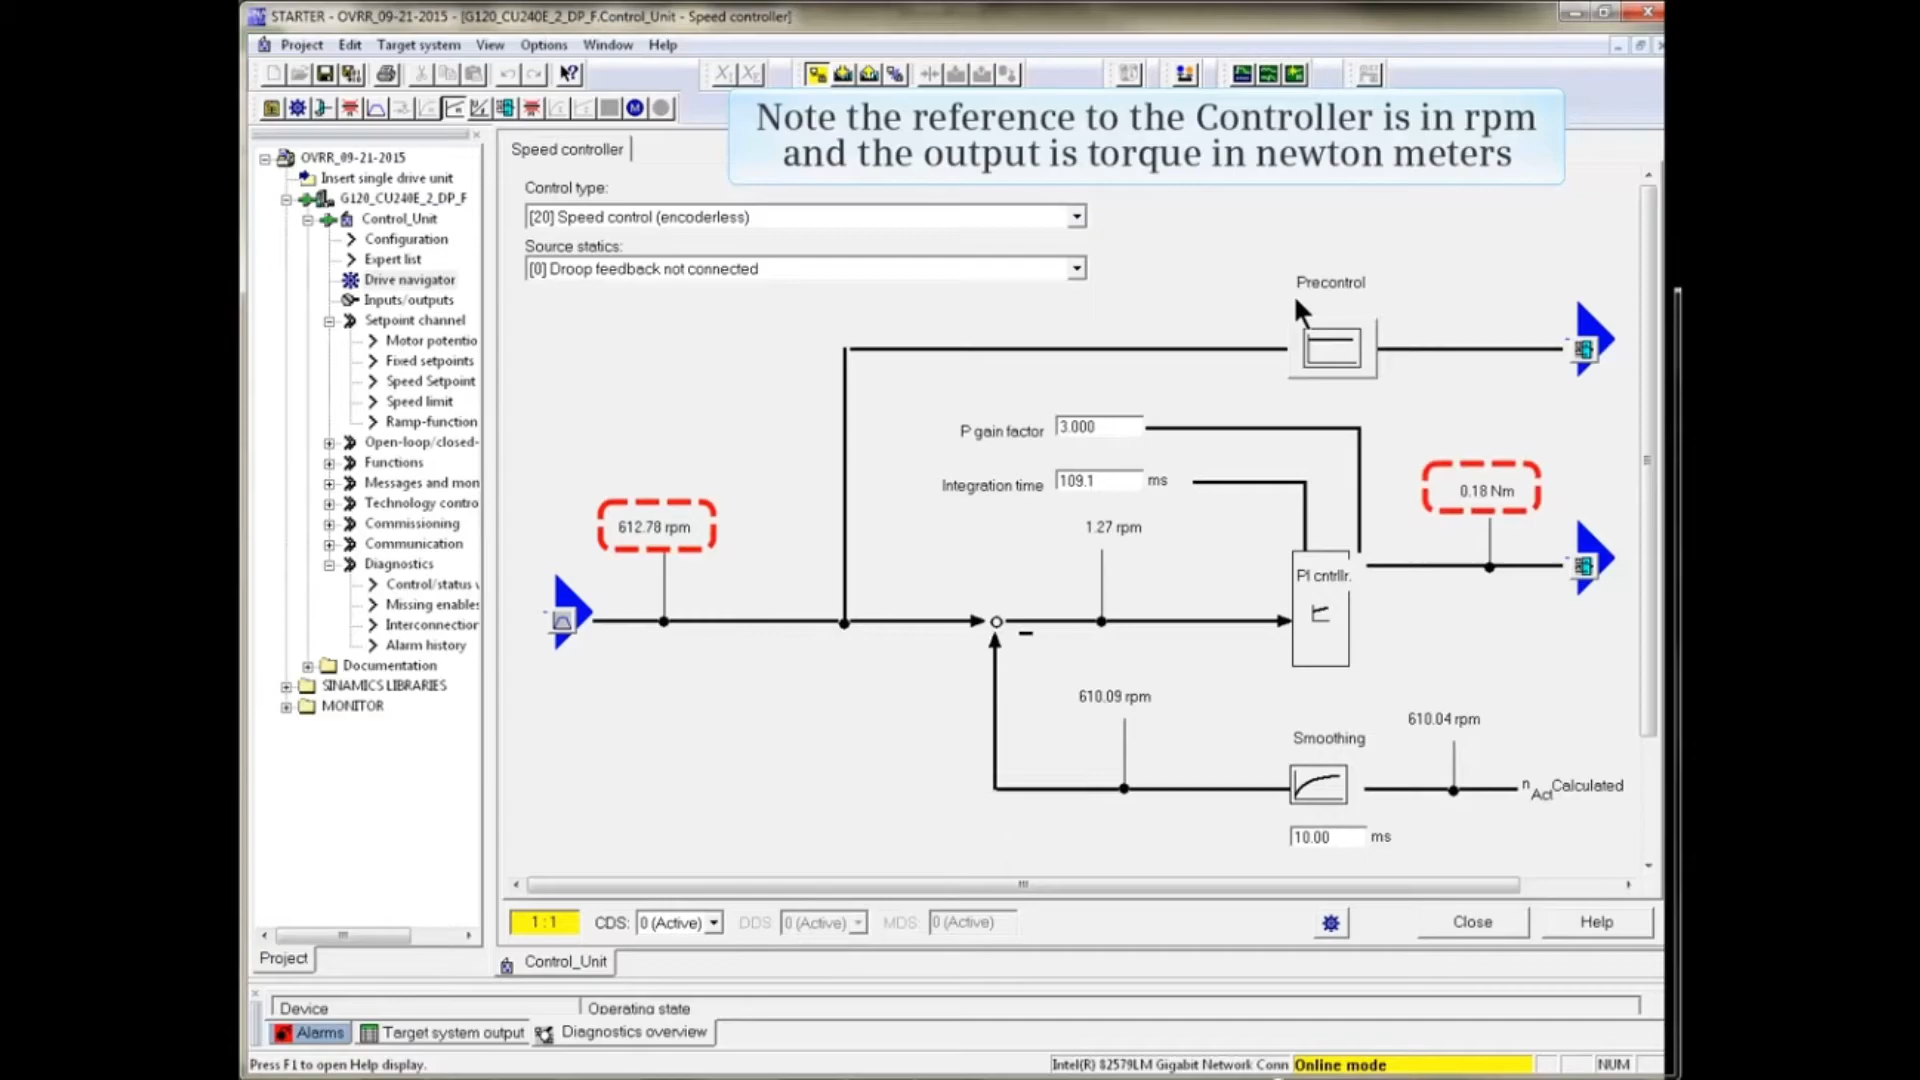 STARTER - OVRR_09-21-2015 - [G120_CU240E_2_DP_F.Control_Unit - Speed controller]
Project Edit Target system View Options Window Help
Note the reference to the Controller is in rpm
and the output is torque in newton meters
OVRR_09-21-2015
Insert single drive unit
G120_CU240E_2_DP_F
Control_Unit
Configuration
Expert list
Drive navigator
Inputs/outputs
Setpoint channel
Motor potentio
Fixed setpoints
Speed Setpoint
Speed limit
Ramp-function
Open-loop/closed-
Functions
Messages and mon
Technology contro
Commissioning
Communication
Diagnostics
Control/status
Missing enable:
Interconnection
Alarm history
Documentation
SINAMICS LIBRARIES
MONITOR
Project
Speed controller
Control type:
[20] Speed control (encoderless)
Source statics:
[0] Droop feedback not connected
Precontrol
P gain factor 3.000
Integration time 109.1 ms
0.18 Nm
612.78 rpm
1.27 rpm
PI cntrllr.
610.09 rpm
610.04 rpm
Smoothing
n Act Calculated
10.00 ms
1 : 1 CDS: 0 (Active) DDS: 0 (Active) MDS: 0 (Active) Close Help
Control_Unit
Device Operating state
Alarms Target system output Diagnostics overview
Press F1 to open Help display. Intel(R) 82579LM Gigabit Network Conn Online mode NUM